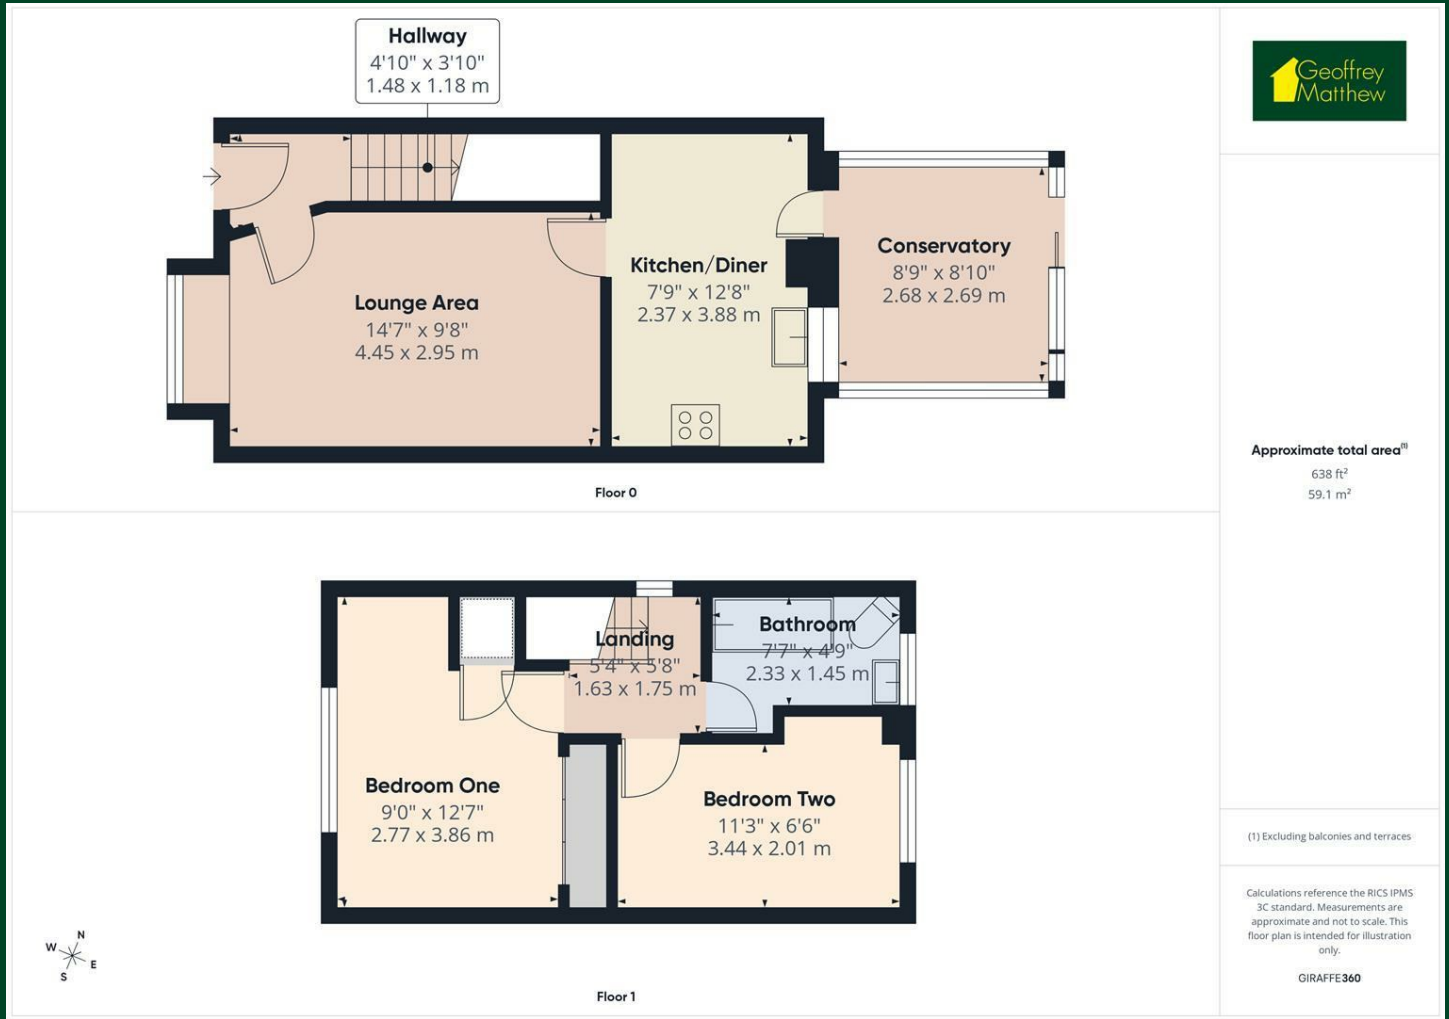 Hallway
4'10" x 3'10"
1.48 x 1.18 m
Geoffrey
Matthew
Kitchen/Diner
7'9" x 12'8"
2.37 x 3.88 m
Conservatory
8'9" x 8'10"
2.68 x 2.69 m
Lounge Area
14'7" x 9'8"
4.45 x 2.95 m
Floor 0
Approximate total area(1)
638 ft²
59.1 m²
Landing
5'4" x 5'8"
1.63 x 1.75 m
Bathroom
7'7" x 4'9"
2.33 x 1.45 m
Bedroom One
9'0" x 12'7"
2.77 x 3.86 m
Bedroom Two
11'3" x 6'6"
3.44 x 2.01 m
(1) Excluding balconies and terraces
Calculations reference the RICS IPMS
3C standard. Measurements are
approximate and not to scale. This
floor plan is intended for illustration
only.
GIRAFFE360
N
W
E
S
Floor 1